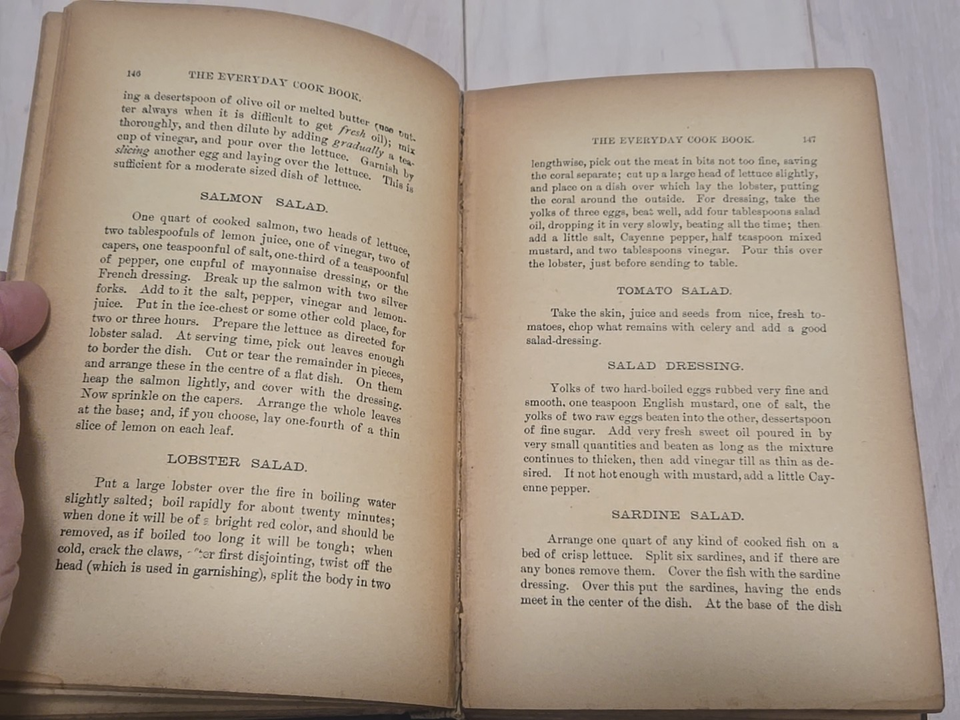 146
THE EVERYDAY COOK BOOK.
ing a desertspoon of olive oil or melted butter (use but-
ter always when it is difficult to get fresh oil); mix
thoroughly, and then dilute by adding gradually a tea-
cup of vinegar, and pour over the lettuce. Garnish by
slicing another egg and laying over the lettuce. This is
sufficient for a moderate sized dish of lettuce.
SALMON SALAD.
One quart of cooked salmon, two heads of lettuce,
two tablespoofuls of lemon juice, one of vinegar, two of
capers, one teaspoonful of salt, one-third of a teaspoonful
of pepper, one cupful of mayonnaise dressing, or the
French dressing. Break up the salmon with two silver
forks. Add to it the salt, pepper, vinegar and lemon-
juice. Put in the ice-chest or some other cold place, for
two or three hours. Prepare the lettuce as directed for
lobster salad. At serving time, pick out leaves enough
to border the dish. Cut or tear the remainder in pieces,
and arrange these in the centre of a flat dish. On them
heap the salmon lightly, and cover with the dressing.
Now sprinkle on the capers. Arrange the whole leaves
at the base; and, if you choose, lay one-fourth of a thin
slice of lemon on each leaf.
LOBSTER SALAD.
Put a large lobster over the fire in boiling water
slightly salted; boil rapidly for about twenty minutes;
when done it will be of bright red color, and should be
removed, as if boiled too long it will be tough; when
cold, crack the claws, first disjointing, twist off the
head (which is used in garnishing), split the body in two
THE EVERYDAY COOK BOOK.
147
lengthwise, pick out the meat in bits not too fine, saving
the coral separate; cut up a large head of lettuce slightly,
and place on a dish over which lay the lobster, putting
the coral around the outside. For dressing, take the
yolks of three eggs, beat well, add four tablespoons salad
oil, dropping it in very slowly, beating all the time; then
add a little salt, Cayenne pepper, half teaspoon mixed
mustard, and two tablespoons vinegar. Pour this over
the lobster, just before sending to table.
TOMATO SALAD.
Take the skin, juice and seeds from nice, fresh to-
matoes, chop what remains with celery and add a good
salad-dressing.
SALAD DRESSING.
Yolks of two hard-boiled eggs rubbed very fine and
smooth, one teaspoon English mustard, one of salt, the
yolks of two raw eggs beaten into the other, dessertspoon
of fine sugar. Add very fresh sweet oil poured in by
very small quantities and beaten as long as the mixture
continues to thicken, then add vinegar till as thin as de-
sired. If not hot enough with mustard, add a little Cay-
enne pepper.
SARDINE SALAD.
Arrange one quart of any kind of cooked fish on a
bed of crisp lettuce. Split six sardines, and if there are
any bones remove them. Cover the fish with the sardine
dressing. Over this put the sardines, having the ends
meet in the center of the dish. At the base of the dish